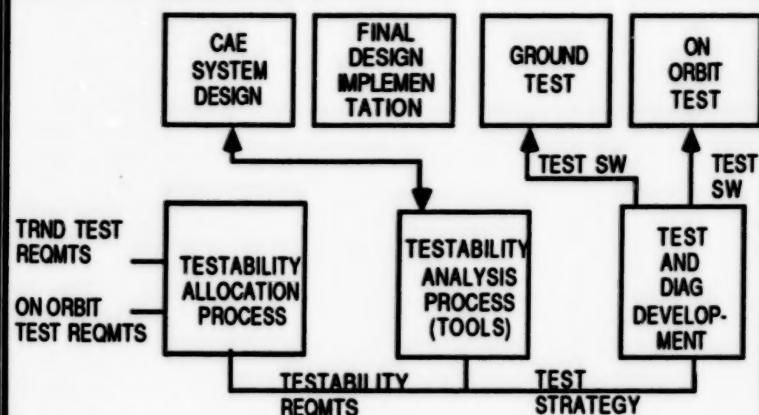 CAE
SYSTEM
DESIGN
FINAL
DESIGN
IMPLEMEN
TATION
GROUND
TEST
ON
ORBIT
TEST
TEST SW
TEST
SW
TRND TEST
REQMTS
ON ORBIT
TEST REQMTS
TESTABILITY
ALLOCATION
PROCESS
TESTABILITY
ANALYSIS
PROCESS
(TOOLS)
TEST
AND
DIAG
DEVELOP-
MENT
TESTABILITY
REQMTS
TEST
STRATEGY